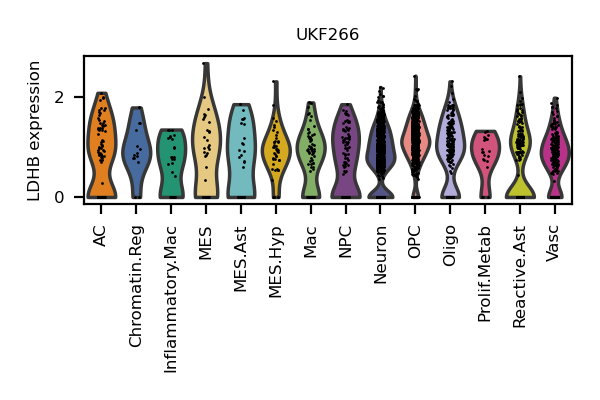 UKF266
LDHB expression
2
0
AC
Chromatin.Reg
Inflammatory.Mac
MES
MES.Ast
MES.Hyp
Mac
NPC
Neuron
OPC
Oligo
Prolif.Metab
Reactive.Ast
Vasc